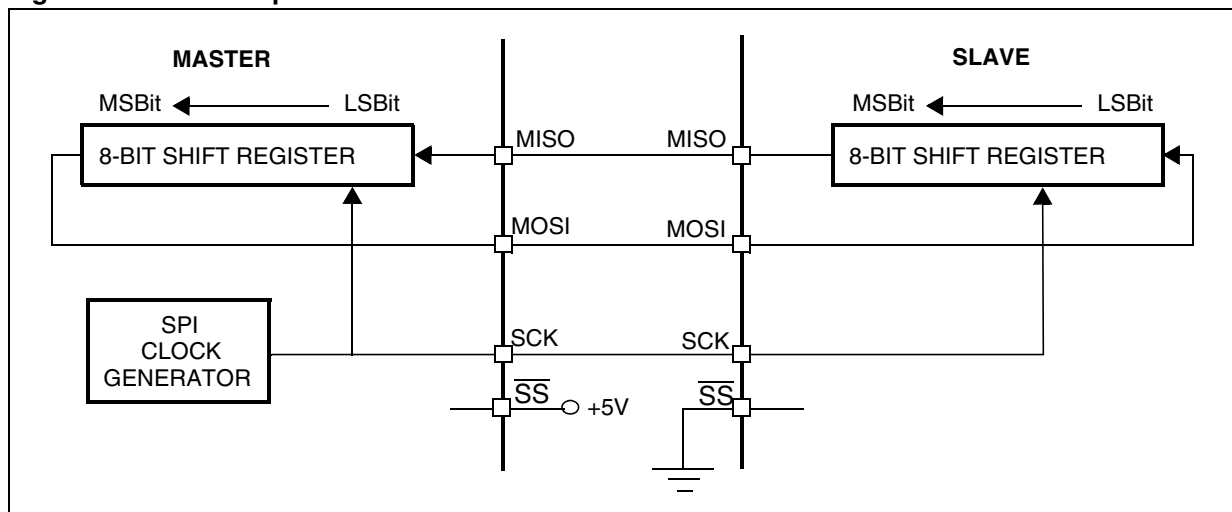 MASTER
SLAVE
MSBit
LSBit
MSBit
LSBit
8-BIT SHIFT REGISTER
MISO
MISO
8-BIT SHIFT REGISTER
MOSI
MOSI
SPI
CLOCK
GENERATOR
SCK
SCK
SS
+5V
SS